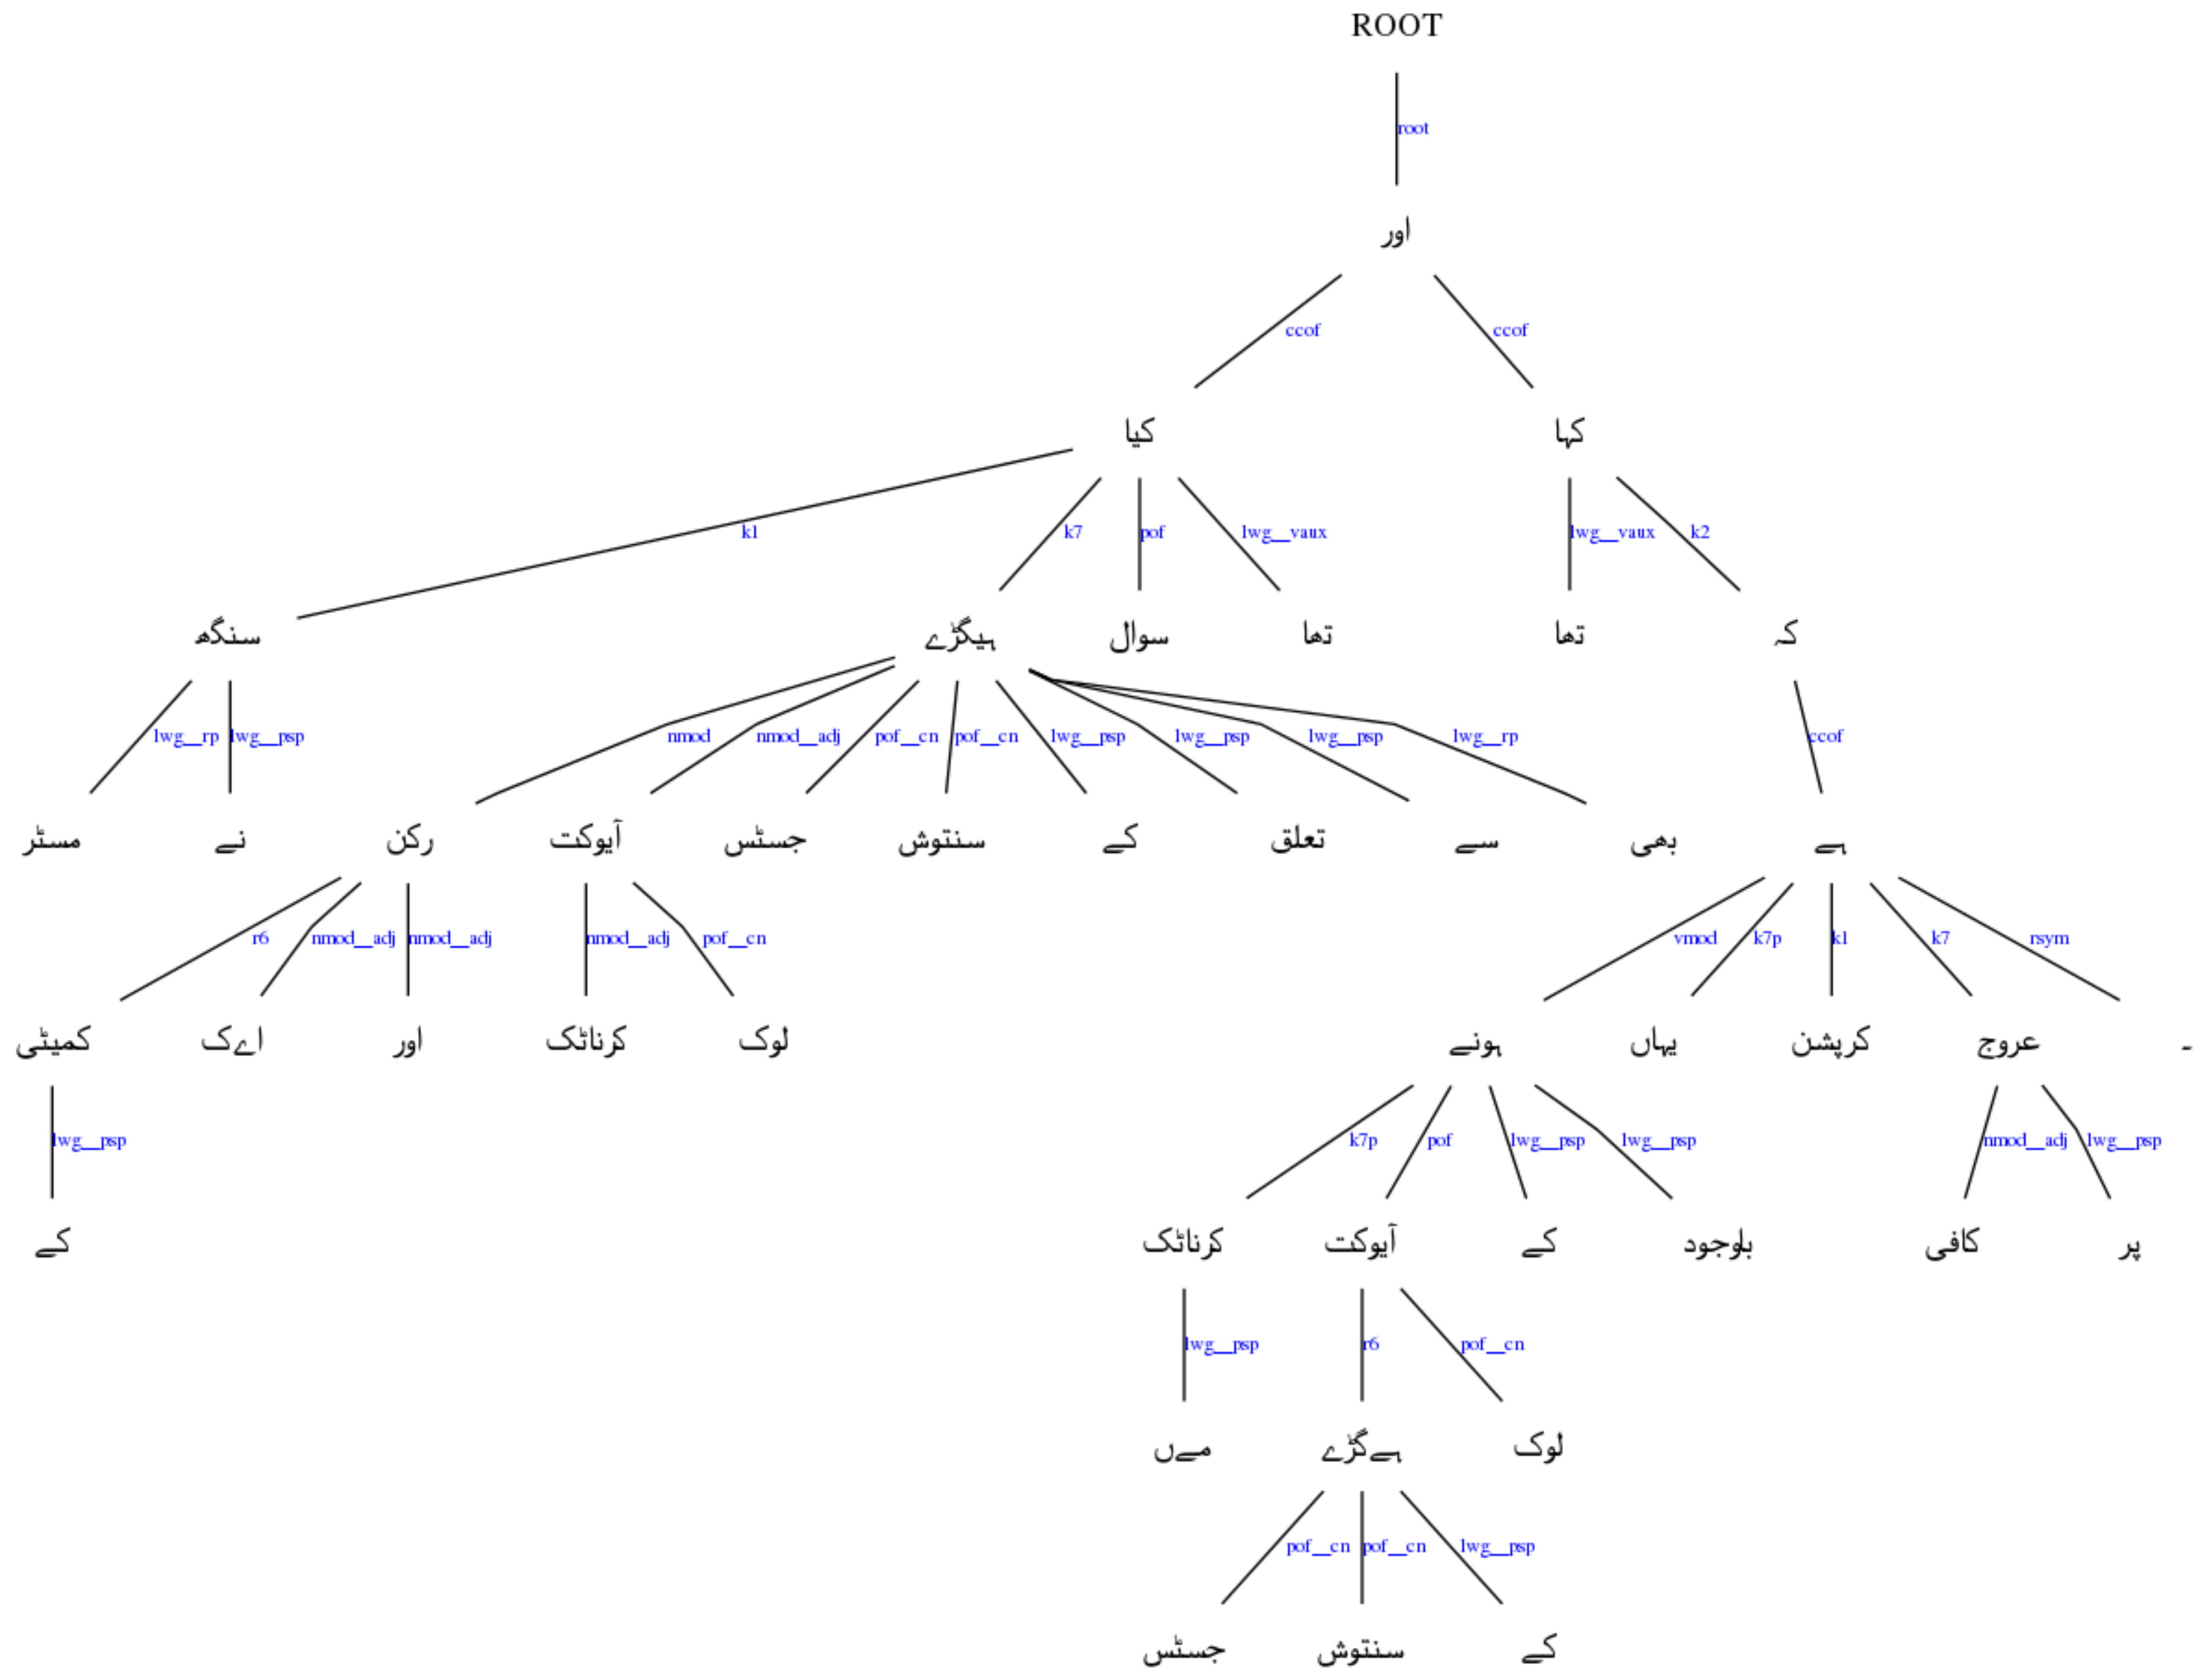 ROOT
root
اور
ccof ccof
کیا کہا
k1 k7 pof lwg__vaux lwg__vaux k2
سنگھ ہیگڑے سوال تھا تھا کہ
lwg__rp lwg__psp nmod nmod__adj pof__cn pof__cn lwg__psp lwg__psp lwg__psp lwg__rp ccof
مسٹر نے رکن آیوکت جسٹس سنتوش کے تعلق سے بھی ہے
r6 nmod__adj nmod__adj nmod__adj pof__cn vmod k7p k1 k7 rsym
کمیٹی اےک اور کرناٹک لوک ہونے یہاں کرپشن عروج ۔
lwg__psp k7p pof lwg__psp lwg__psp nmod__adj lwg__psp
کے کرناٹک آیوکت کے باوجود کافی پر
lwg__psp r6 pof__cn
مےں ہےگڑے لوک
pof__cn pof__cn lwg__psp
جسٹس سنتوش کے